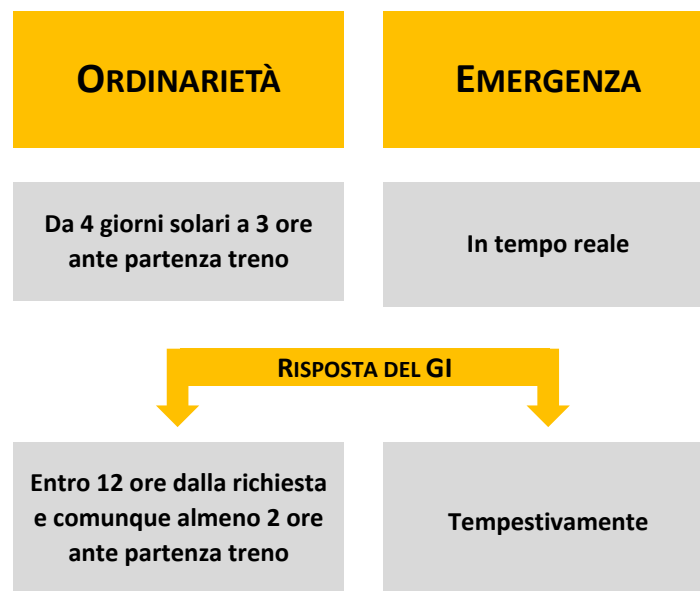 ORDINARIETÀ
EMERGENZA
Da 4 giorni solari a 3 ore
ante partenza treno
In tempo reale
RISPOSTA DEL GI
Entro 12 ore dalla richiesta
e comunque almeno 2 ore
ante partenza treno
Tempestivamente